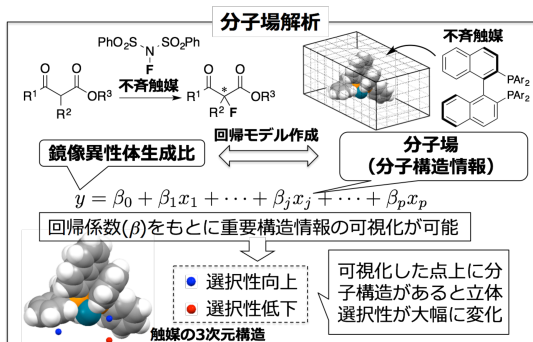 分子場解析
PhO₂S
SO₂Ph
N
F
不斉触媒
O
O
R¹
OR³
R²
不斉触媒
O
O
*
R¹
OR³
R²
F
PAr₂
PAr₂
回帰モデル作成
鏡像異性体生成比
分子場
(分子構造情報)
y = β₀ + β₁x₁ + ··· + βⱼxⱼ + ··· + βₚxₚ
回帰係数(β)をもとに重要構造情報の可視化が可能
選択性向上
選択性低下
可視化した点上に分
子構造があると立体
選択性が大幅に変化
触媒の3次元構造